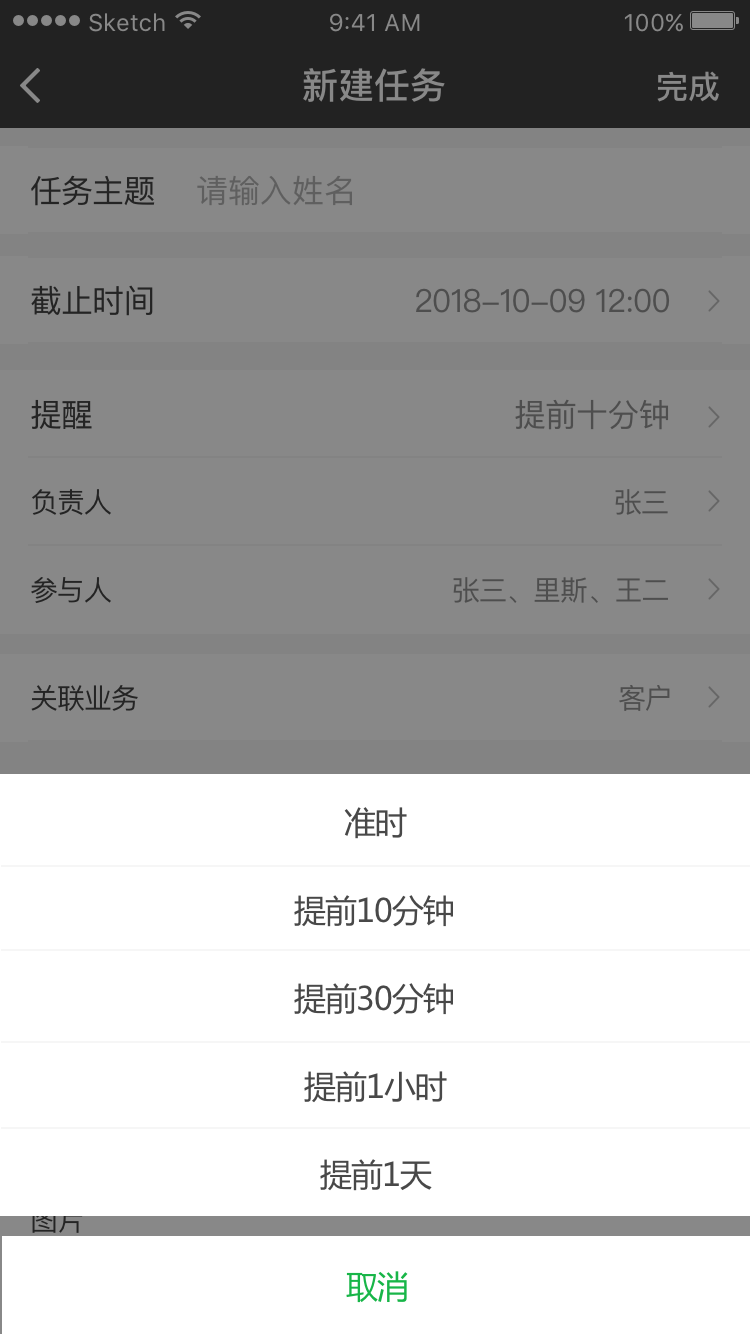 Sketch 9:41 AM 100%
新建任务 完成
任务主题 请输入姓名
截止时间 2018-10-09 12:00
提醒 提前十分钟
负责人 张三
参与人 张三、里斯、王二
关联业务 客户
准时
提前10分钟
提前30分钟
提前1小时
提前1天
图片
取消